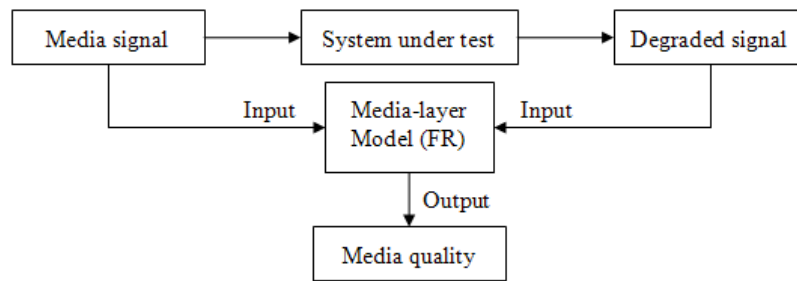 Media signal
System under test
Degraded signal
Input
Media-layer
Model (FR)
Input
Output
Media quality